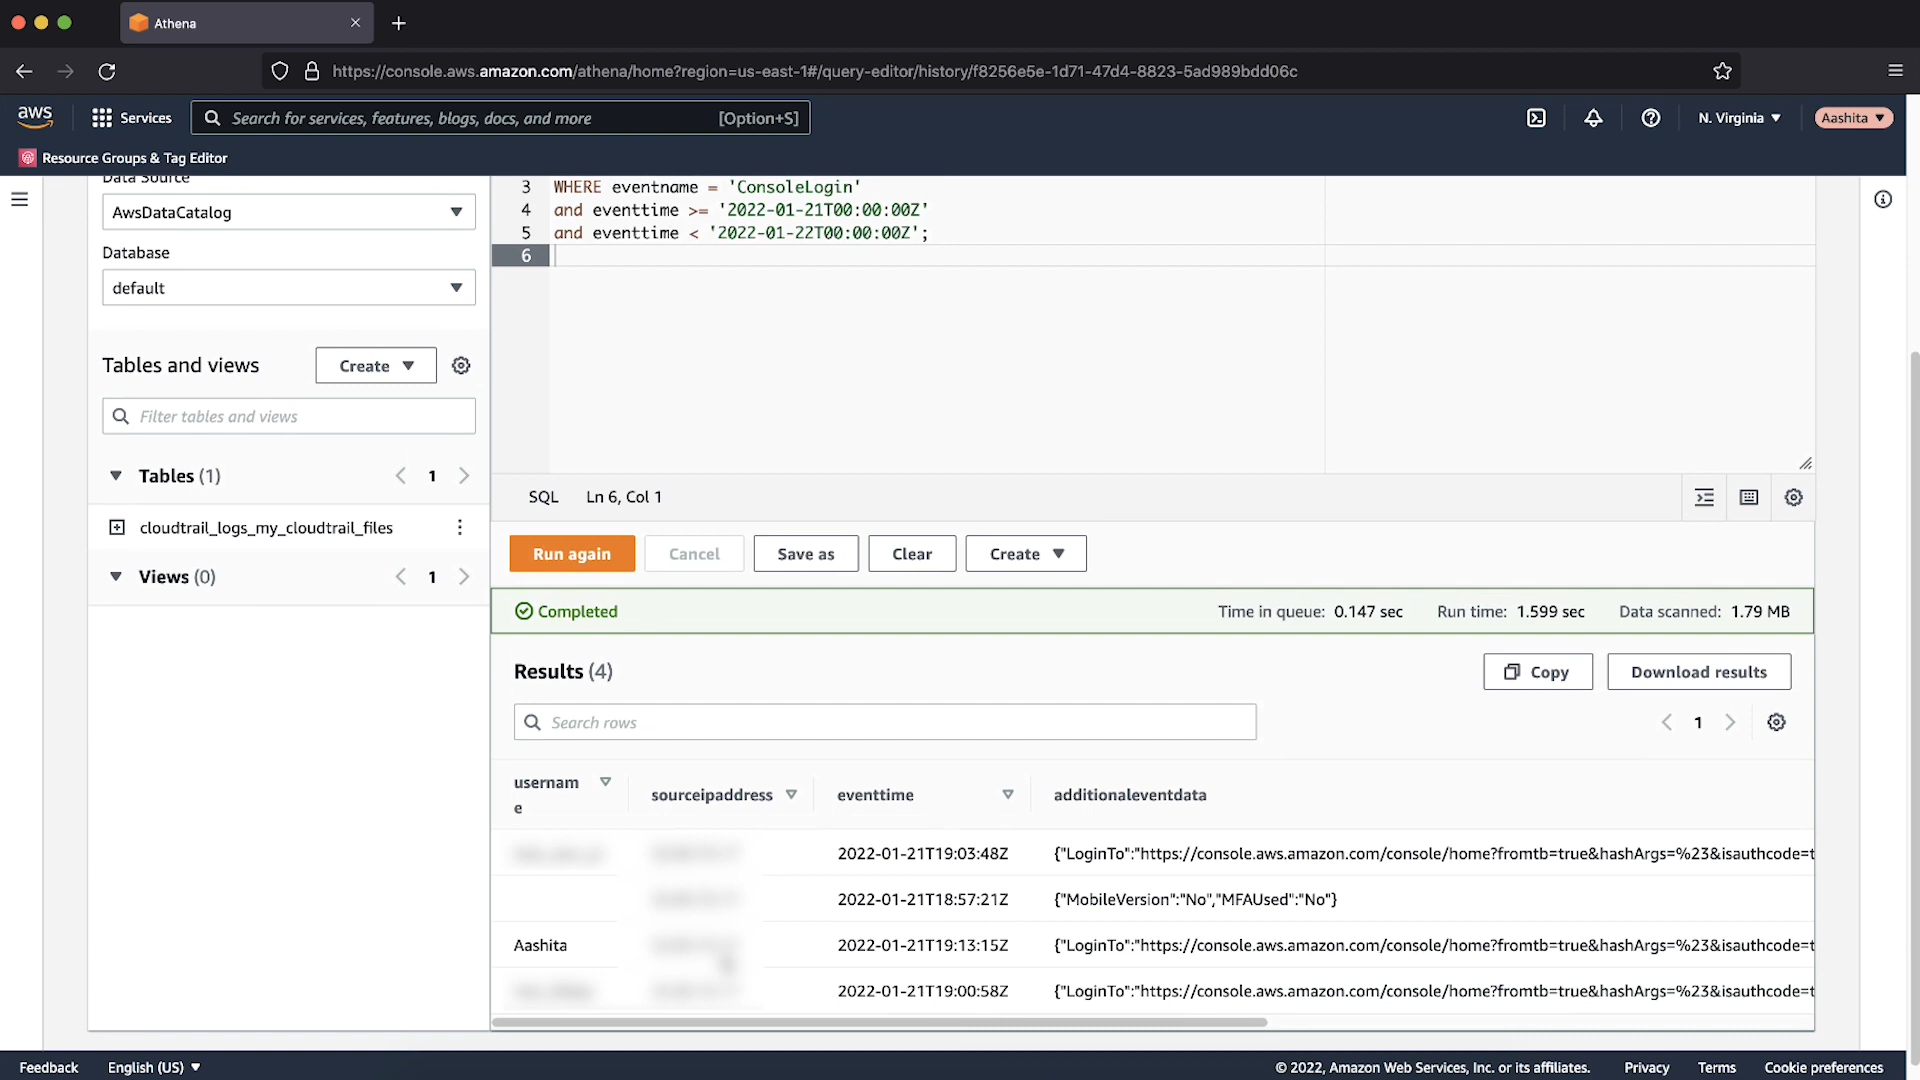 Athena
https://console.aws.amazon.com/athena/home?region=us-east-1#/query-editor/history/f8256e5e-1d71-47d4-8823-5ad989bdd06c
aws
Services
Search for services, features, blogs, docs, and more
[Option+S]
N. Virginia
Aashita
Resource Groups & Tag Editor
Data Source
AwsDataCatalog
Database
default
Tables and views
Create
Filter tables and views
Tables (1)
1
cloudtrail_logs_my_cloudtrail_files
Views (0)
1
3 WHERE eventname = 'ConsoleLogin'
4 and eventtime >= '2022-01-21T00:00:00Z'
5 and eventtime < '2022-01-22T00:00:00Z';
6
SQL Ln 6, Col 1
Run again Cancel Save as Clear Create
Completed
Time in queue: 0.147 sec Run time: 1.599 sec Data scanned: 1.79 MB
Results (4)
Copy Download results
Search rows
1
usernam
e
sourceipaddress eventtime additionaleventdata
2022-01-21T19:03:48Z {"LoginTo":"https://console.aws.amazon.com/console/home?fromtb=true&hashArgs=%23&isauthcode=t
2022-01-21T18:57:21Z {"MobileVersion":"No","MFAUsed":"No"}
Aashita 2022-01-21T19:13:15Z {"LoginTo":"https://console.aws.amazon.com/console/home?fromtb=true&hashArgs=%23&isauthcode=t
2022-01-21T19:00:58Z {"LoginTo":"https://console.aws.amazon.com/console/home?fromtb=true&hashArgs=%23&isauthcode=t
Feedback English (US) © 2022, Amazon Web Services, Inc. or its affiliates. Privacy Terms Cookie preferences